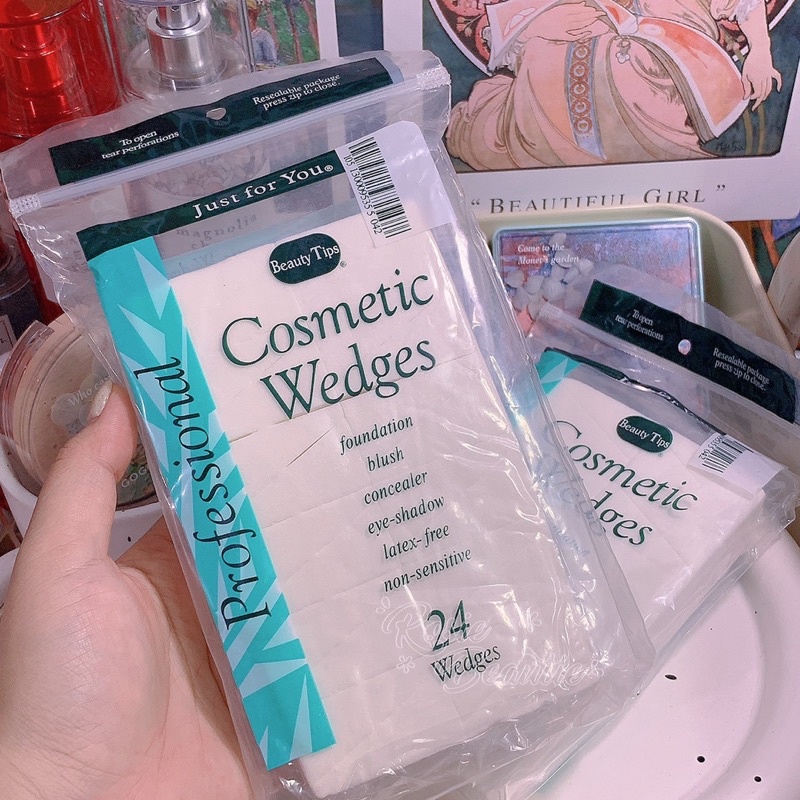 To open
tear perforations
Resealable package
press zip to close.
Just for You®
Beauty Tips®
Cosmetic
Wedges
Professional
foundation
blush
concealer
eye-shadow
latex-free
non-sensitive
24
Wedges
"BEAUTIFUL GIRL"
Come to the
Monet's garden
To open
tear perforations
Resealable package
press zip to close.
Beauty Tips
Cosmetic
Wedges